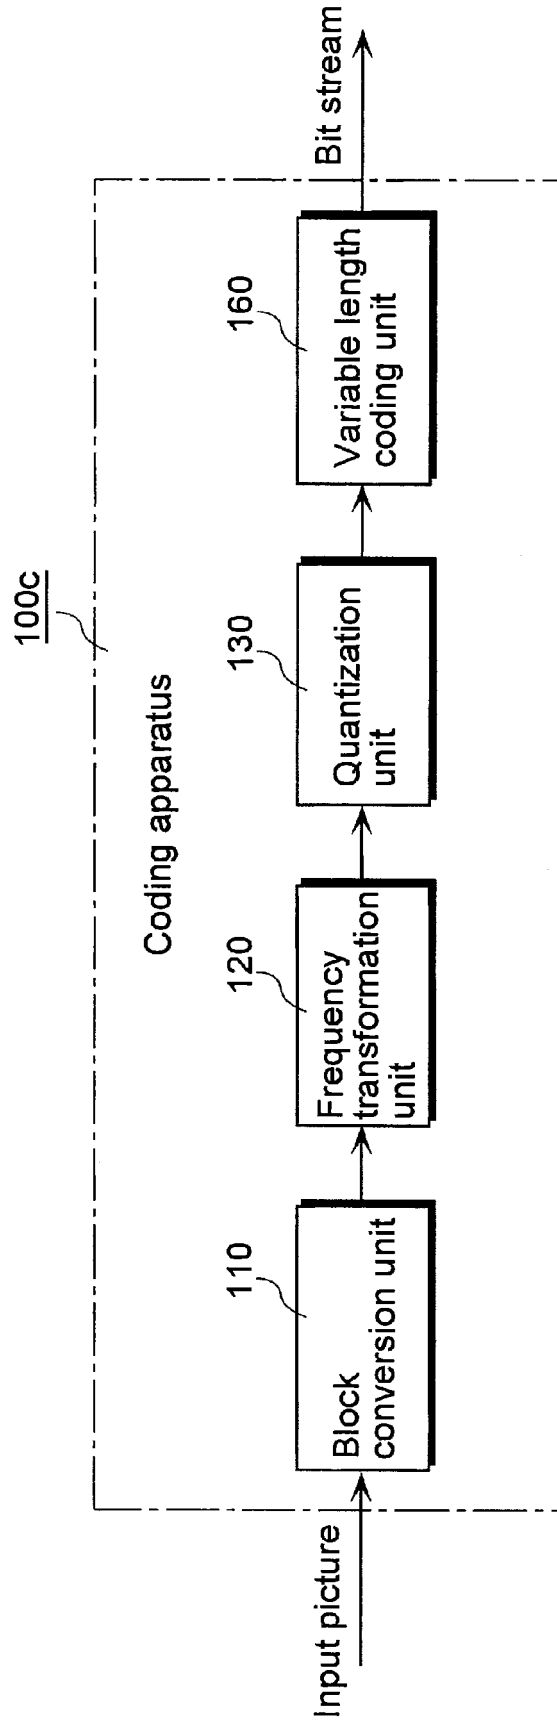 100c
Coding apparatus
Input picture
110
Block
conversion unit
120
Frequency
transformation
unit
130
Quantization
unit
160
Variable length
coding unit
Bit stream